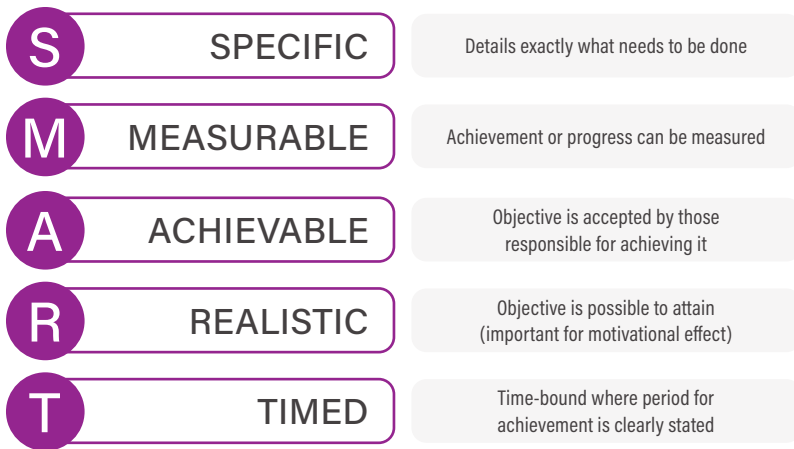 S SPECIFIC Details exactly what needs to be done
M MEASURABLE Achievement or progress can be measured
A ACHIEVABLE Objective is accepted by those
responsible for achieving it
R REALISTIC Objective is possible to attain
(important for motivational effect)
T TIMED Time-bound where period for
achievement is clearly stated